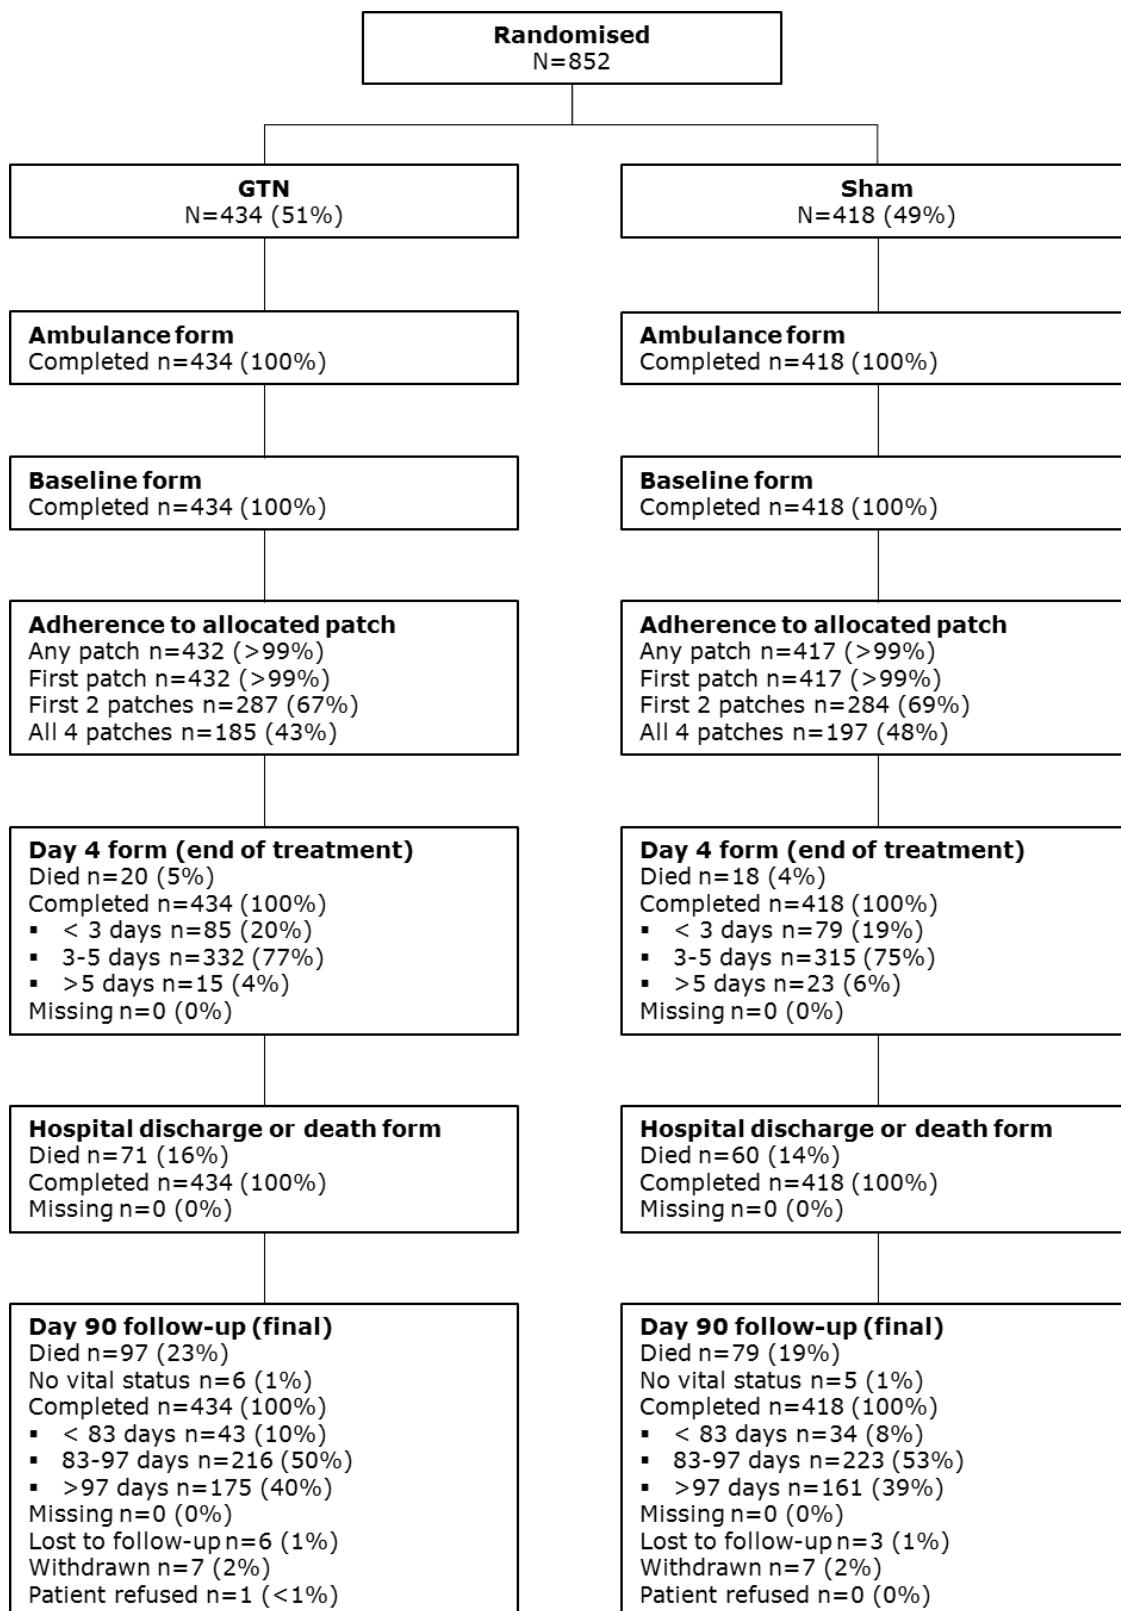 Randomised
N=852
GTN
N=434 (51%)
Sham
N=418 (49%)
Ambulance form
Completed n=434 (100%)
Ambulance form
Completed n=418 (100%)
Baseline form
Completed n=434 (100%)
Baseline form
Completed n=418 (100%)
Adherence to allocated patch
Any patch n=432 (>99%)
First patch n=432 (>99%)
First 2 patches n=287 (67%)
All 4 patches n=185 (43%)
Adherence to allocated patch
Any patch n=417 (>99%)
First patch n=417 (>99%)
First 2 patches n=284 (69%)
All 4 patches n=197 (48%)
Day 4 form (end of treatment)
Died n=20 (5%)
Completed n=434 (100%)
▪ < 3 days n=85 (20%)
▪ 3-5 days n=332 (77%)
▪ >5 days n=15 (4%)
Missing n=0 (0%)
Day 4 form (end of treatment)
Died n=18 (4%)
Completed n=418 (100%)
▪ < 3 days n=79 (19%)
▪ 3-5 days n=315 (75%)
▪ >5 days n=23 (6%)
Missing n=0 (0%)
Hospital discharge or death form
Died n=71 (16%)
Completed n=434 (100%)
Missing n=0 (0%)
Hospital discharge or death form
Died n=60 (14%)
Completed n=418 (100%)
Missing n=0 (0%)
Day 90 follow-up (final)
Died n=97 (23%)
No vital status n=6 (1%)
Completed n=434 (100%)
▪ < 83 days n=43 (10%)
▪ 83-97 days n=216 (50%)
▪ >97 days n=175 (40%)
Missing n=0 (0%)
Lost to follow-up n=6 (1%)
Withdrawn n=7 (2%)
Patient refused n=1 (<1%)
Day 90 follow-up (final)
Died n=79 (19%)
No vital status n=5 (1%)
Completed n=418 (100%)
▪ < 83 days n=34 (8%)
▪ 83-97 days n=223 (53%)
▪ >97 days n=161 (39%)
Missing n=0 (0%)
Lost to follow-up n=3 (1%)
Withdrawn n=7 (2%)
Patient refused n=0 (0%)